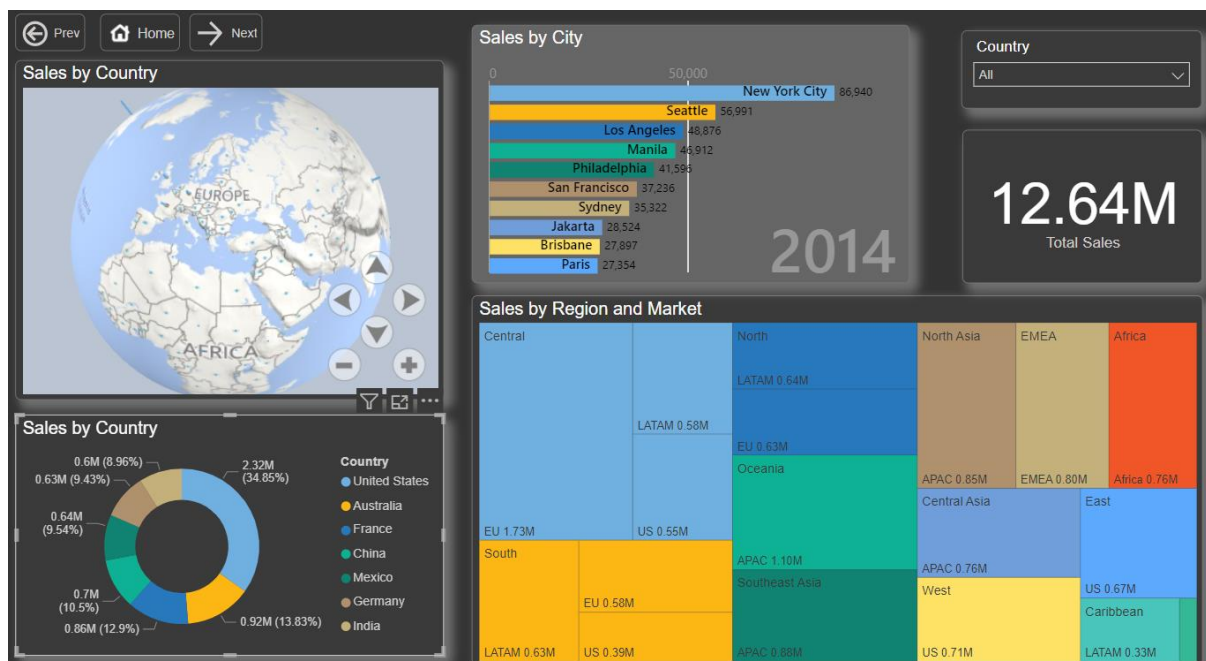 Prev
Home
Next
Sales by Country
EUROPE
AFRICA
Sales by City
0 50,000
New York City 86,940
Seattle 56,991
Los Angeles 48,876
Manila 46,912
Philadelphia 41,596
San Francisco 37,236
Sydney 35,322
Jakarta 28,524
Brisbane 27,897
Paris 27,354
2014
Country
All
12.64M
Total Sales
Sales by Country
0.6M (8.96%)
0.63M (9.43%)
0.64M
(9.54%)
0.7M
(10.5%)
0.86M (12.9%)
0.92M (13.83%)
2.32M
(34.85%)
Country
United States
Australia
France
China
Mexico
Germany
India
Sales by Region and Market
Central
EU 1.73M
LATAM 0.58M
US 0.55M
South
LATAM 0.63M
EU 0.58M
US 0.39M
North
LATAM 0.64M
EU 0.63M
Oceania
APAC 1.10M
Southeast Asia
APAC 0.88M
North Asia
APAC 0.85M
EMEA
EMEA 0.80M
Africa
Africa 0.76M
Central Asia
APAC 0.76M
East
US 0.67M
West
US 0.71M
Caribbean
LATAM 0.33M